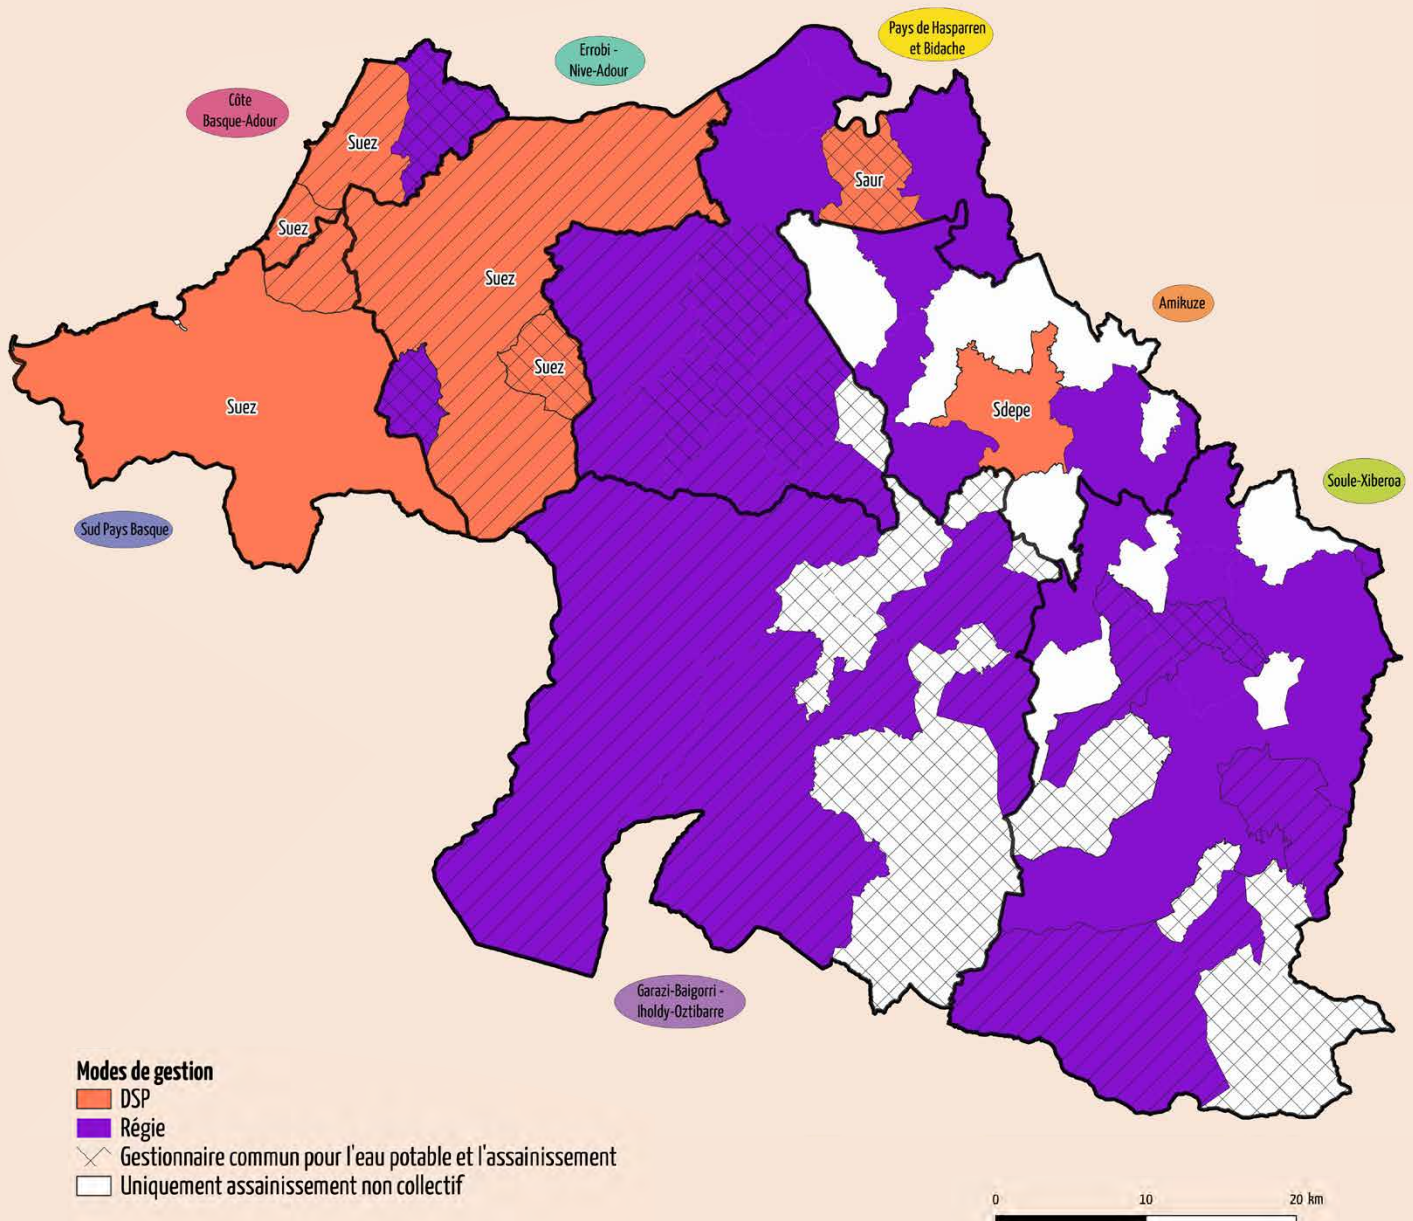 Pays de Hasparren
et Bidache
Errobi -
Nive-Adour
Côte
Basque-Adour
Suez
Saur
Suez
Suez
Amikuze
Suez
Suez
Sdepe
Soule-Xiberoa
Sud Pays Basque
Garazi-Baigorri -
Iholdy-Oztibarre
Modes de gestion
DSP
Régie
Gestionnaire commun pour l'eau potable et l'assainissement
Uniquement assainissement non collectif
0 10 20 km